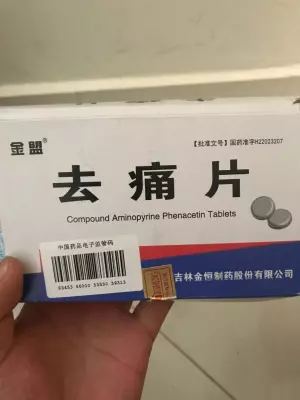 金盟
【批准文号】国药准字H22023207
去痛片
Compound Aminopyrine Phenacetin Tablets
中国药品电子监管码
吉林金恒制药股份有限公司